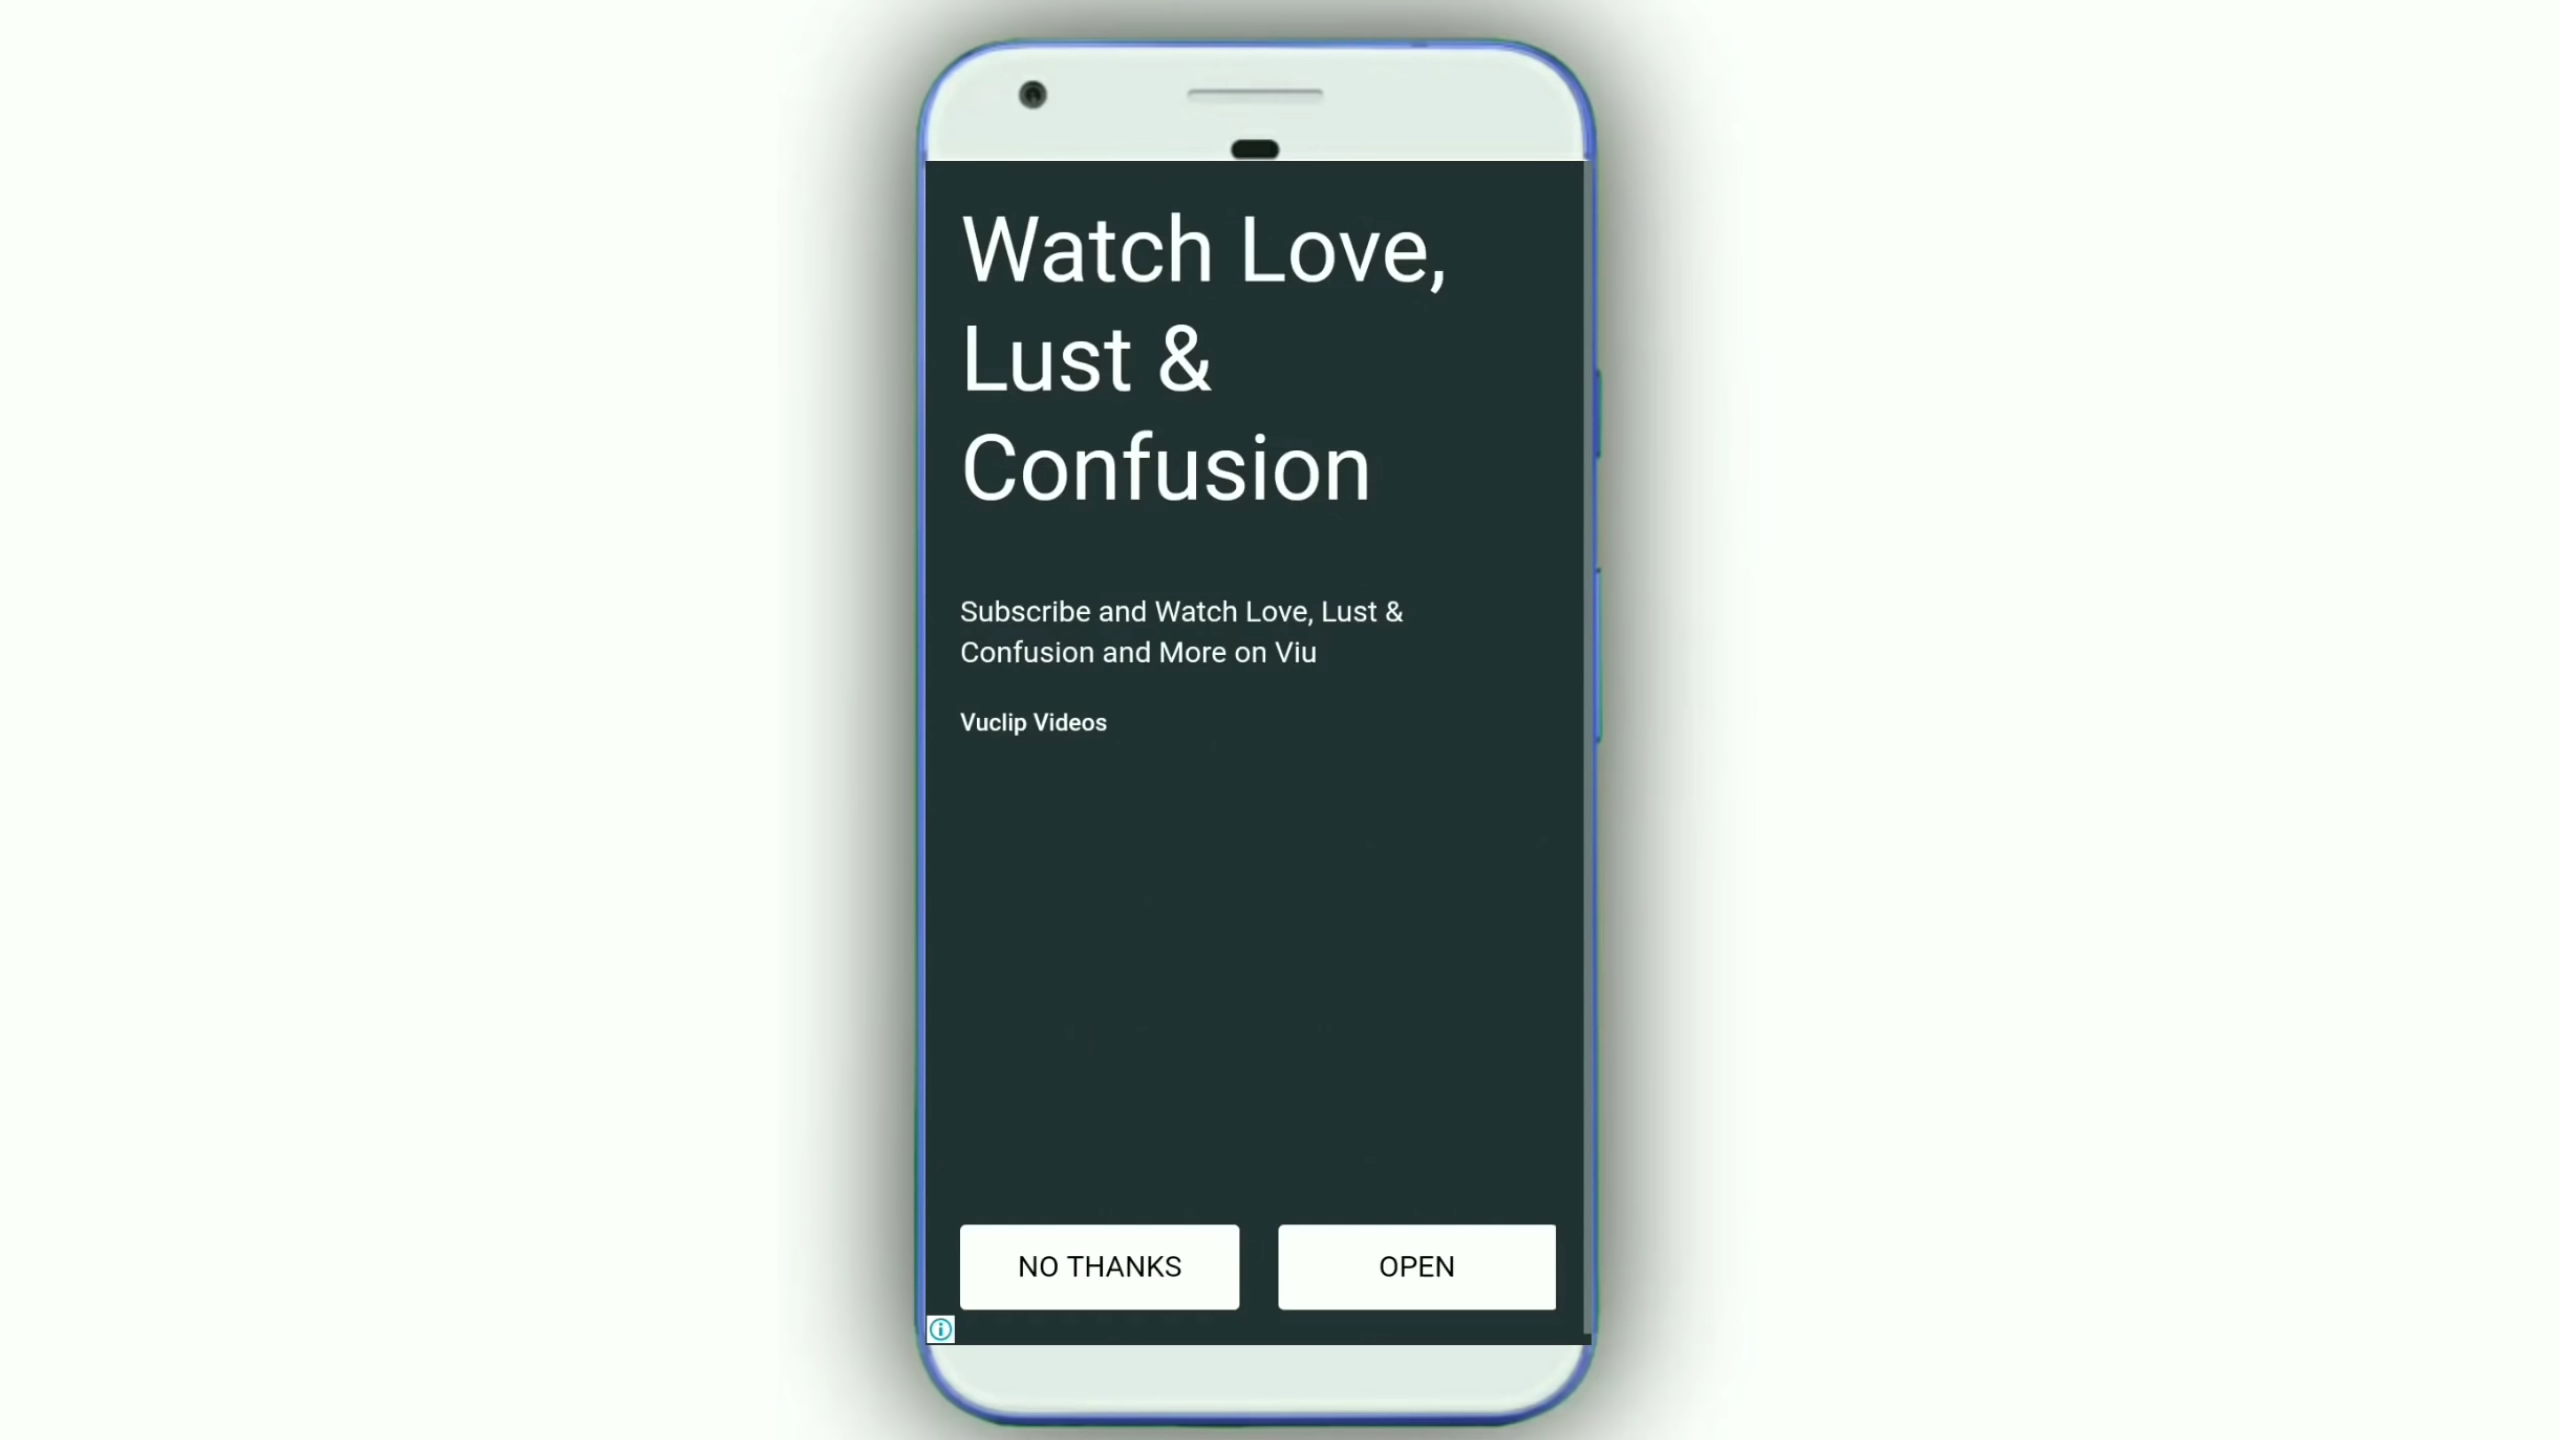 Watch Love,
Lust &
Confusion
Subscribe and Watch Love, Lust &
Confusion and More on Viu
Vuclip Videos
NO THANKS
OPEN